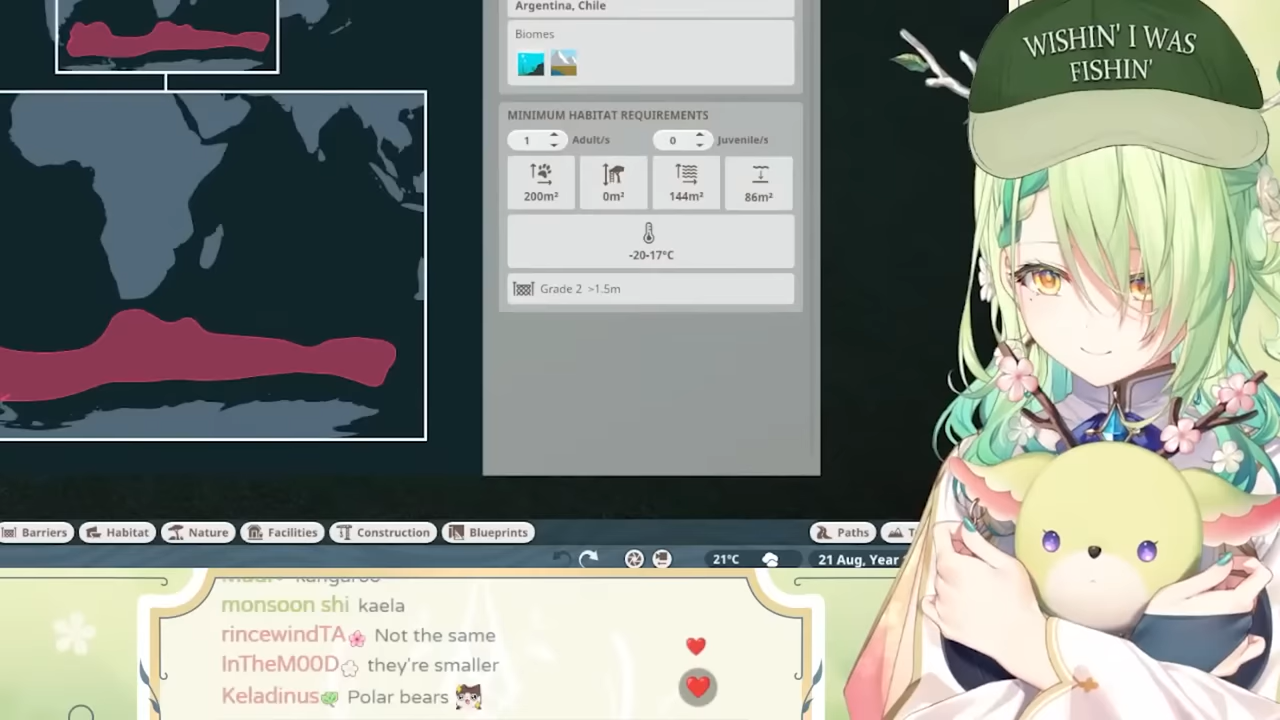 Argentina, Chile
Biomes
MINIMUM HABITAT REQUIREMENTS
1 Adult/s 0 Juvenile/s
200m² 0m² 144m² 86m²
-20-17°C
Grade 2 >1.5m
WISHIN' I WAS
FISHIN'
Barriers Habitat Nature Facilities Construction Blueprints Paths
21°C 21 Aug, Year
monsoon shi kaela
rincewindTA Not the same
InTheM00D they're smaller
Keladinus Polar bears